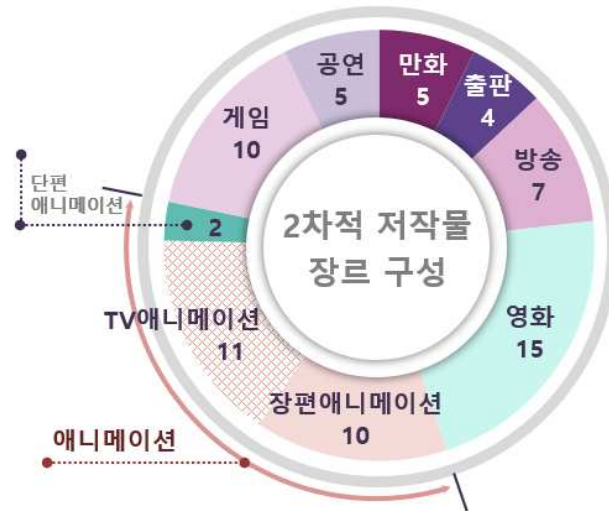 2차적 저작물
장르 구성
만화
5
출판
4
방송
7
영화
15
장편애니메이션
10
TV애니메이션
11
단편
애니메이션
2
게임
10
공연
5
애니메이션